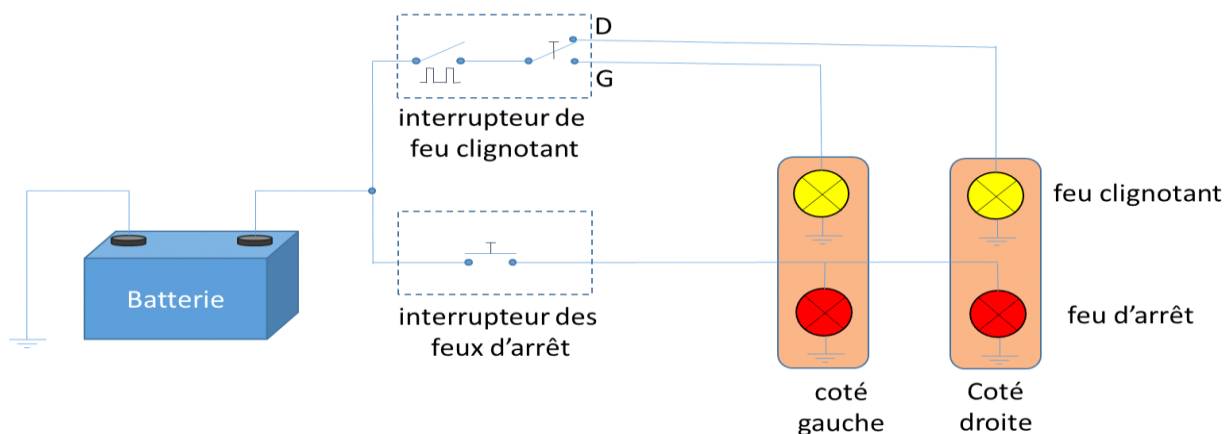 D
G
interrupteur de
feu clignotant
feu clignotant
Batterie
interrupteur des
feux d'arrêt
feu d'arrêt
coté
gauche
Coté
droite